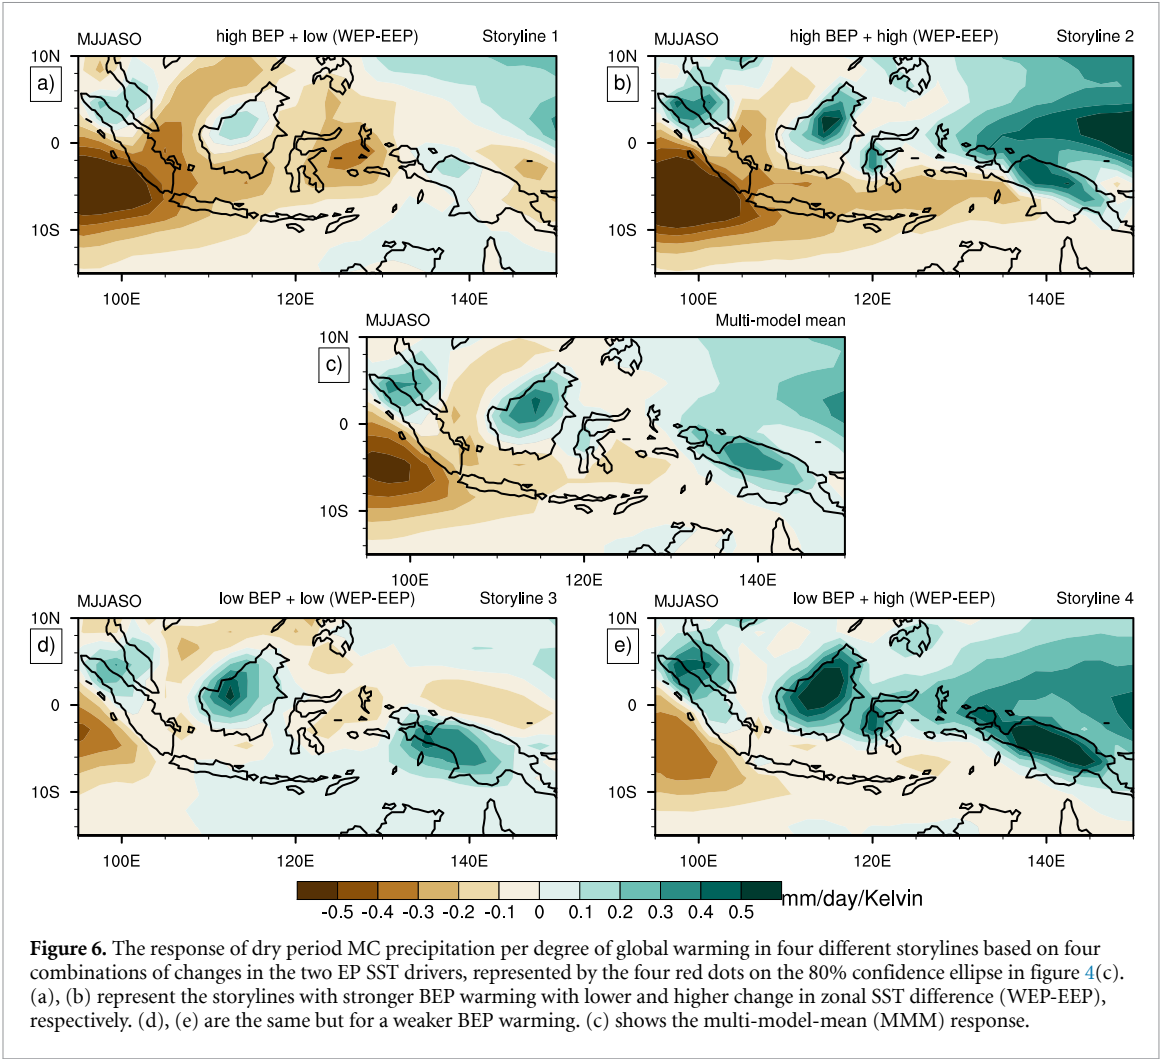 MJJASO high BEP + low (WEP-EEP) Storyline 1
a)
10N
0
10S
100E 120E 140E
MJJASO high BEP + high (WEP-EEP) Storyline 2
b)
10N
0
10S
100E 120E 140E
MJJASO Multi-model mean
c)
10N
0
10S
100E 120E 140E
MJJASO low BEP + low (WEP-EEP) Storyline 3
d)
10N
0
10S
100E 120E 140E
MJJASO low BEP + high (WEP-EEP) Storyline 4
e)
10N
0
10S
100E 120E 140E
-0.5 -0.4 -0.3 -0.2 -0.1 0 0.1 0.2 0.3 0.4 0.5 mm/day/Kelvin
Figure 6. The response of dry period MC precipitation per degree of global warming in four different storylines based on four
combinations of changes in the two EP SST drivers, represented by the four red dots on the 80% confidence ellipse in figure 4(c).
(a), (b) represent the storylines with stronger BEP warming with lower and higher change in zonal SST difference (WEP-EEP),
respectively. (d), (e) are the same but for a weaker BEP warming. (c) shows the multi-model-mean (MMM) response.